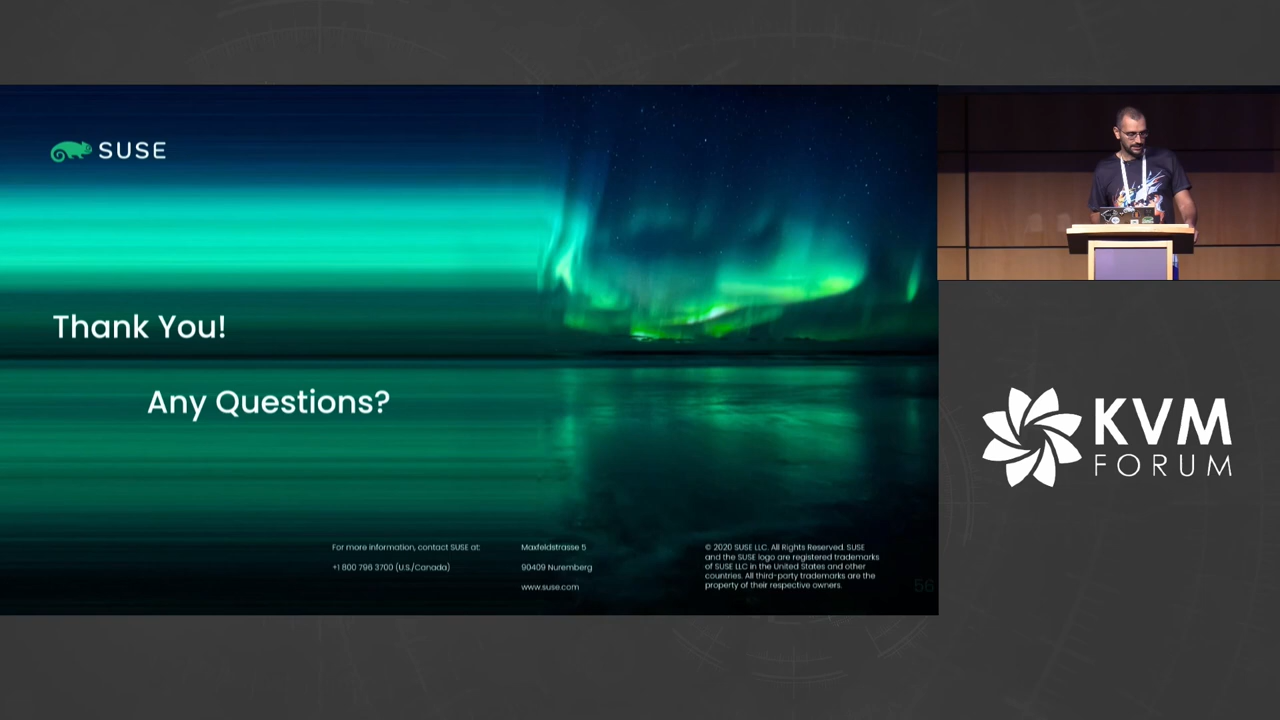 SUSE
Thank You!
Any Questions?
For more information, contact SUSE at:
+1 800 796 3700 (U.S./Canada)
Maxfeldstrasse 5
90409 Nuremberg
www.suse.com
© 2020 SUSE LLC. All Rights Reserved. SUSE
and the SUSE logo are registered trademarks
of SUSE LLC in the United States and other
countries. All third-party trademarks are the
property of their respective owners.
56
KVM
FORUM